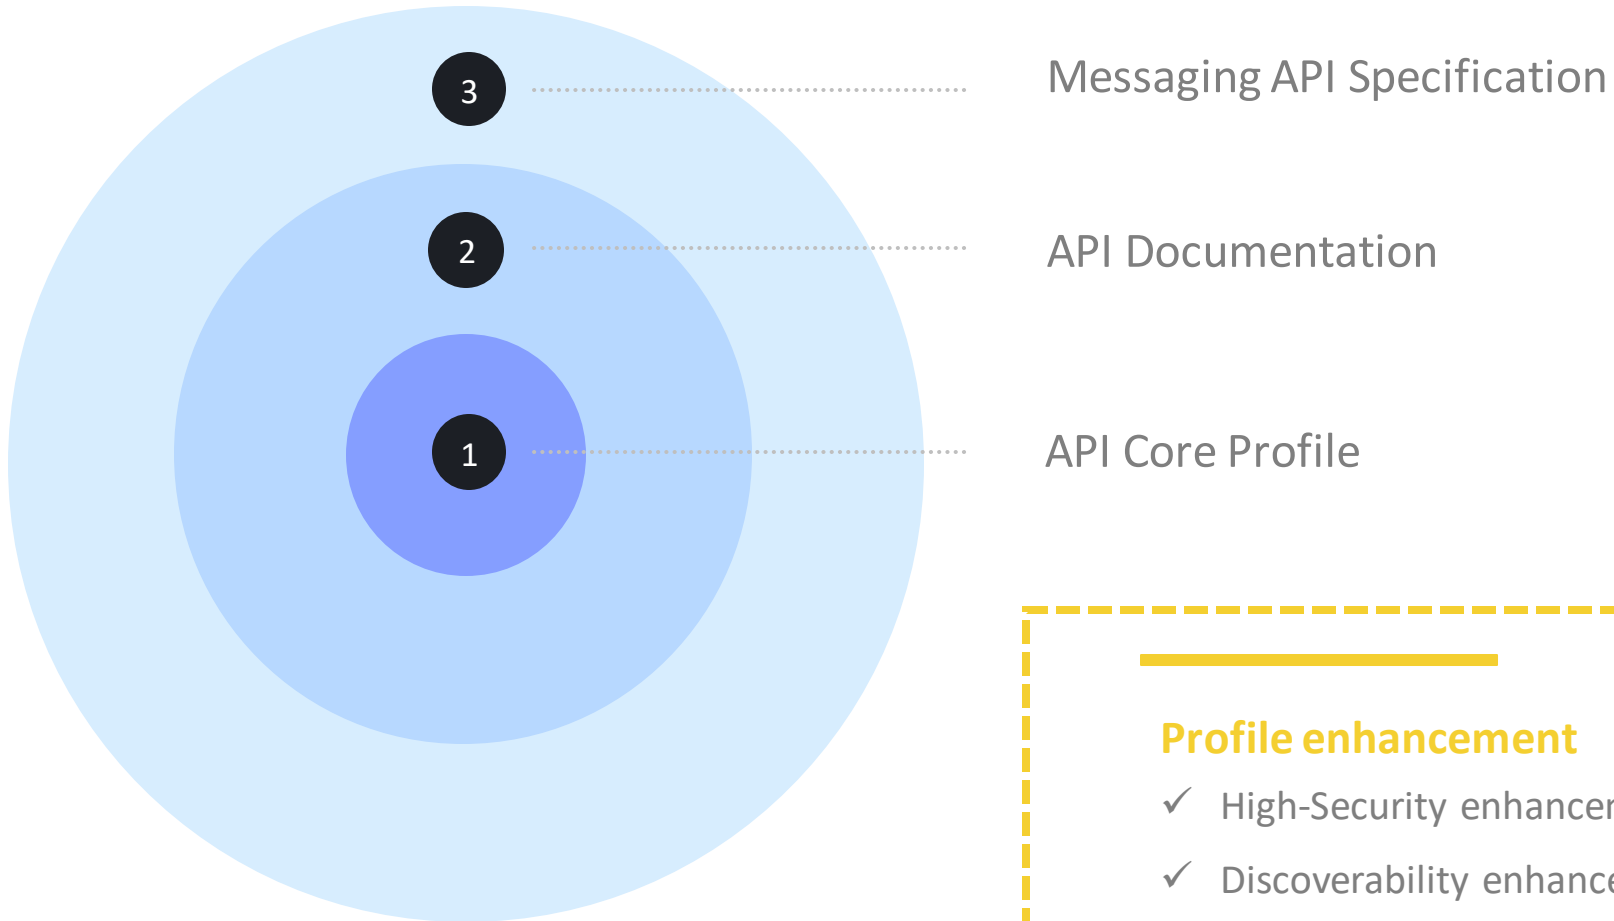 3
Messaging API Specification
2
API Documentation
1
API Core Profile
Profile enhancement
✓ High-Security
✓ Discoverability